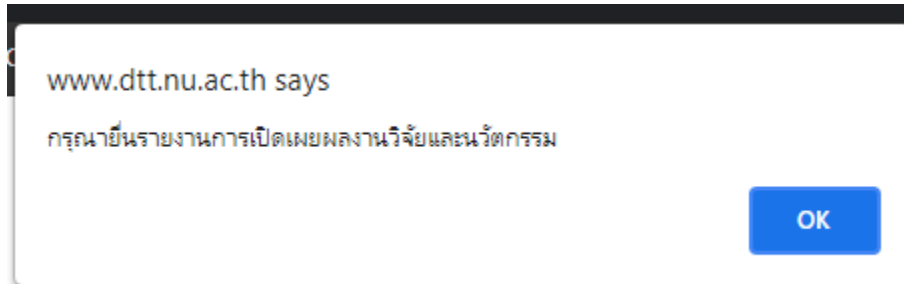 www.dtt.nu.ac.th says
กรุณายื่นรายงานการเปิดเผยผลงานวิจัยและนวัตกรรม
OK